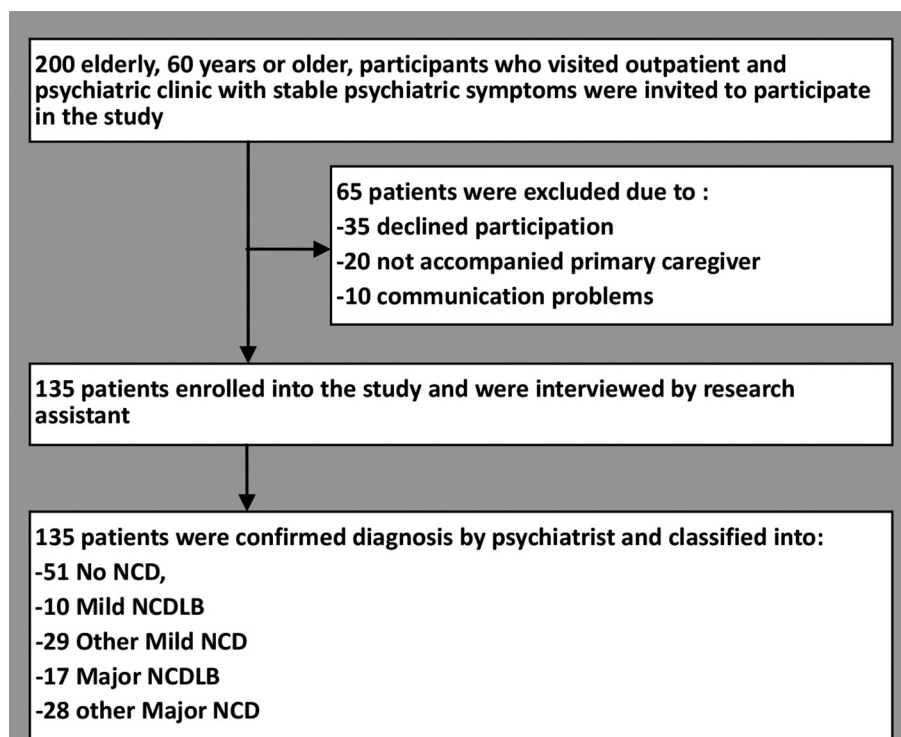 200 elderly, 60 years or older, participants who visited outpatient and
psychiatric clinic with stable psychiatric symptoms were invited to participate
in the study
65 patients were excluded due to :
-35 declined participation
-20 not accompanied primary caregiver
-10 communication problems
135 patients enrolled into the study and were interviewed by research
assistant
135 patients were confirmed diagnosis by psychiatrist and classified into:
-51 No NCD,
-10 Mild NCDLB
-29 Other Mild NCD
-17 Major NCDLB
-28 other Major NCD